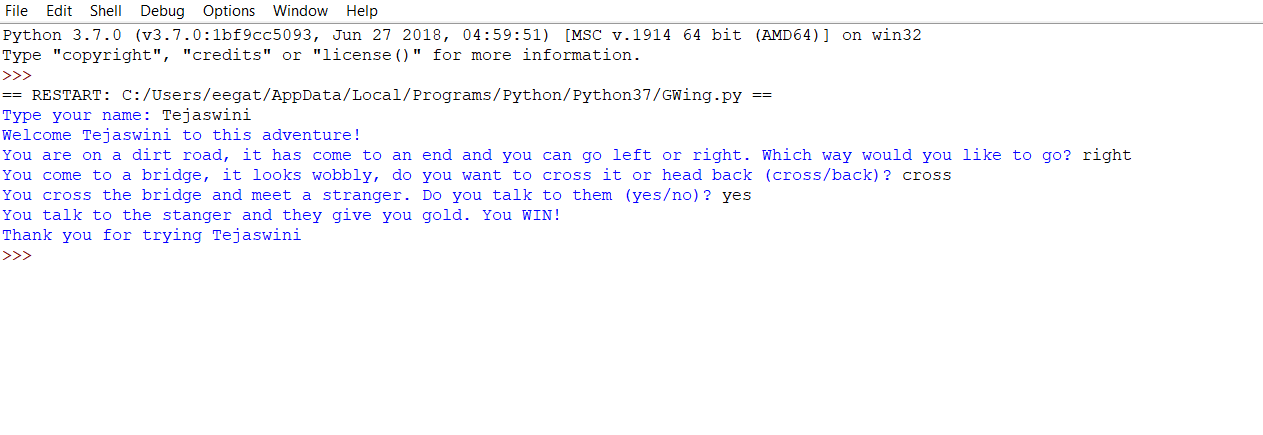 File Edit Shell Debug Options Window Help
Python 3.7.0 (v3.7.0:1bf9cc5093, Jun 27 2018, 04:59:51) [MSC v.1914 64 bit (AMD64)] on win32
Type "copyright", "credits" or "license()" for more information.
>>>
== RESTART: C:/Users/eegat/AppData/Local/Programs/Python/Python37/GWing.py ==
Type your name: Tejaswini
Welcome Tejaswini to this adventure!
You are on a dirt road, it has come to an end and you can go left or right. Which way would you like to go? right
You come to a bridge, it looks wobbly, do you want to cross it or head back (cross/back)? cross
You cross the bridge and meet a stranger. Do you talk to them (yes/no)? yes
You talk to the stanger and they give you gold. You WIN!
Thank you for trying Tejaswini
>>>